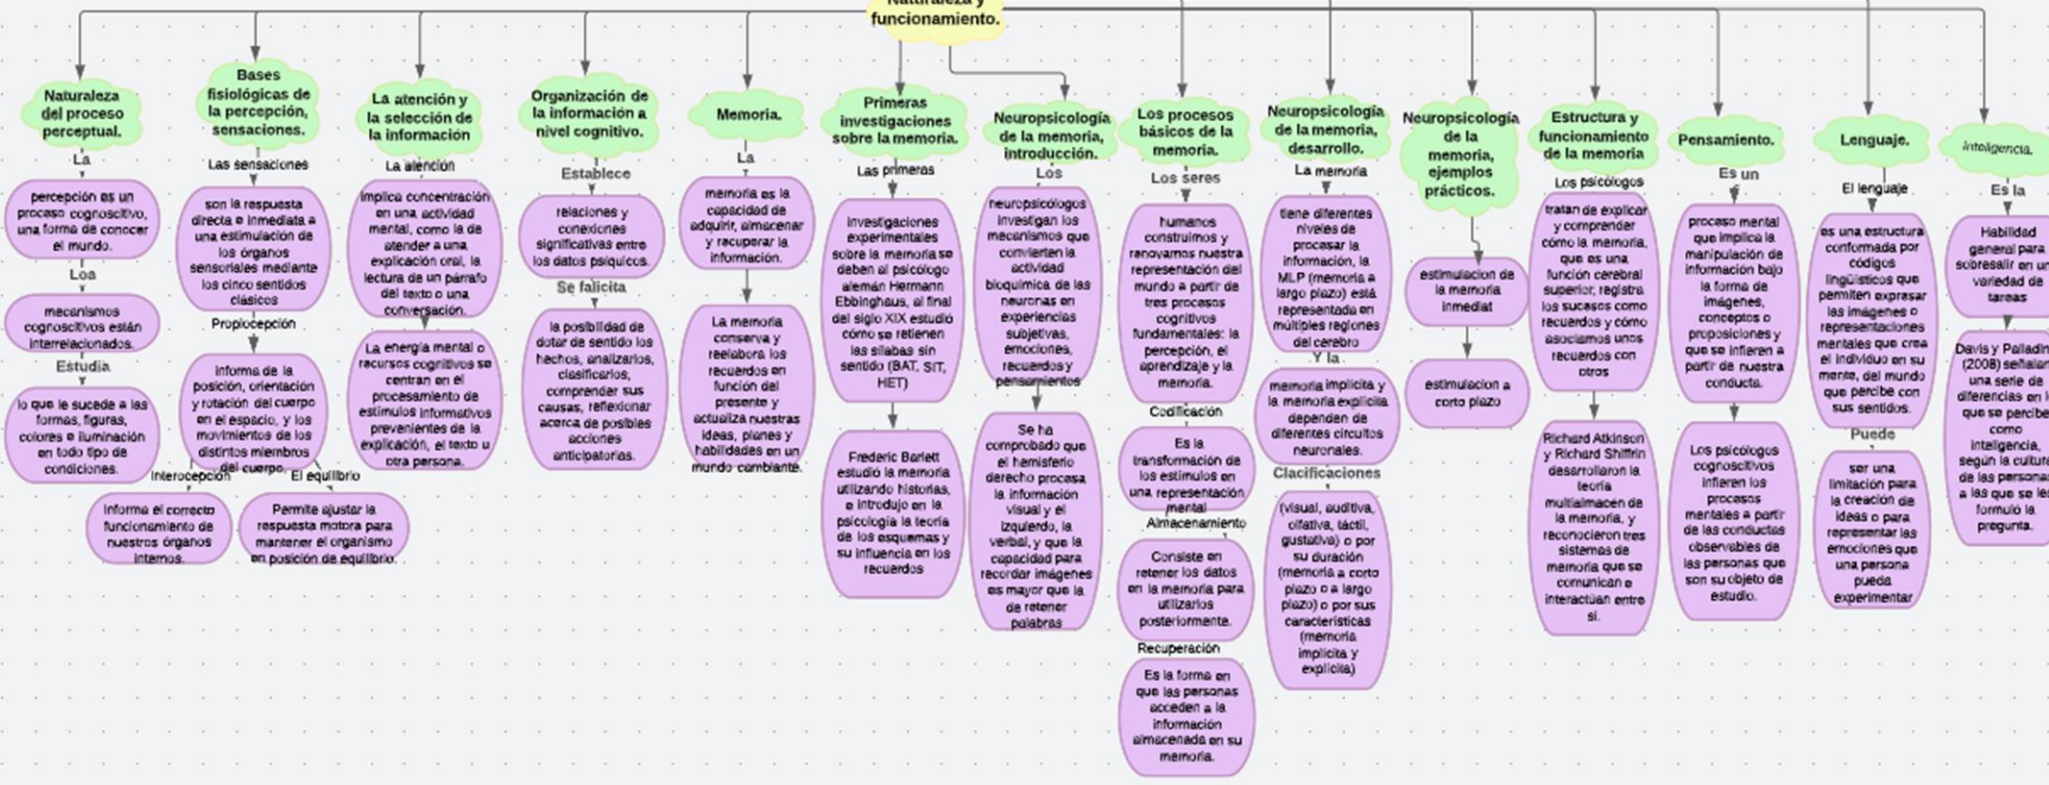 Naturaleza y
funcionamiento.
Naturaleza
del proceso
perceptual.
La
percepción es un
proceso cognoscitivo,
una forma de conocer
el mundo.
Loa
mecanismos
cognoscitivos están
interrelacionados.
Estudia
lo que le sucede a las
formas, figuras,
colores e iluminación
en todo tipo de
condiciones.
Bases
fisiológicas de
la percepción,
sensaciones.
Las sensaciones
son la respuesta
directa e inmediata a
una estimulación de
los órganos
sensoriales mediante
los cinco sentidos
clásicos
Propiocepción
Informa de la
posición, orientación
y rotación del cuerpo
en el espacio, y los
movimientos de los
distintos miembros
del cuerpo.
Interocepción
Informa el correcto
funcionamiento de
nuestros órganos
internos.
El equilibrio
Permite ajustar la
respuesta motora para
mantener el organismo
en posición de equilibrio.
La atención y
la selección de
la información
La atención
implica concentración
en una actividad
mental, como la de
atender a una
explicación oral, la
lectura de un párrafo
del texto o una
conversación.
La energía mental o
recursos cognitivos se
centran en el
procesamiento de
estímulos informativos
prevenientes de la
explicación, el texto u
otra persona.
Organización de
la información a
nivel cognitivo.
Establece
relaciones y
conexiones
significativas entre
los datos psíquicos.
Se falicita
la posibilidad de
dotar de sentido los
hechos, analizarlos,
clasificarlos,
comprender sus
causas, reflexionar
acerca de posibles
acciones
anticipatorias.
Memoria.
La
memoria es la
capacidad de
adquirir, almacenar
y recuperar la
información.
La memoria
conserva y
reelabora los
recuerdos en
función del
presente y
actualiza nuestras
ideas, planes y
habilidades en un
mundo cambiante.
Primeras
investigaciones
sobre la memoria.
Las primeras
investigaciones
experimentales
sobre la memoria se
deben al psicólogo
alemán Hermann
Ebbinghaus, al final
del siglo XIX estudió
cómo se retienen
las sílabas sin
sentido (BAT, SIT,
HET)
Frederic Barlett
estudió la memoria
utilizando historias,
e introdujo en la
psicología la teoría
de los esquemas y
su influencia en los
recuerdos
Neuropsicología
de la memoria,
introducción.
Los
neuropsicólogos
investigan los
mecanismos que
convierten la
actividad
bioquímica de las
neuronas en
experiencias
subjetivas,
emociones,
recuerdos y
pensamientos
Se ha
comprobado que
el hemisferio
derecho procesa
la información
visual y el
izquierdo, la
verbal, y que la
capacidad para
recordar imágenes
es mayor que la
de retener
palabras
Los procesos
básicos de la
memoria.
Los seres
humanos
construimos y
renovamos nuestra
representación del
mundo a partir de
tres procesos
cognitivos
fundamentales: la
percepción, el
aprendizaje y la
memoria.
Codificación
Es la
transformación de
los estímulos en
una representación
mental
Almacenamiento
Consiste en
retener los datos
en la memoria para
utilizarlos
posteriormente.
Recuperación
Es la forma en
que las personas
acceden a la
información
almacenada en su
memoria.
Neuropsicología
de la memoria,
desarrollo.
La memoria
tiene diferentes
niveles de
procesar la
información, la
MLP (memoria a
largo plazo) está
representada en
múltiples regiones
del cerebro
Y la
memoria implícita y
la memoria explícita
dependen de
diferentes circuitos
neuronales.
Clacificaciones
(visual, auditiva,
olfativa, táctil,
gustativa) o por
su duración
(memoria a corto
plazo o a largo
plazo) o por sus
características
(memoria
implícita y
explícita)
Neuropsicología
de la
memoria,
ejemplos
prácticos.
estimulacion de
la memoria
inmediat
estimulacion a
corto plazo
Estructura y
funcionamiento
de la memoria
Los psicólogos
tratan de explicar
y comprender
cómo la memoria,
que es una
función cerebral
superior, registra
los sucesos como
recuerdos y cómo
asociamos unos
recuerdos con
otros
Richard Atkinson
y Richard Shiffrin
desarrollaron la
teoría
multialmacén de
la memoria, y
reconocieron tres
sistemas de
memoria que se
comunican e
interactúan entre
sí.
Pensamiento.
Es un
proceso mental
que implica la
manipulación de
información bajo
la forma de
imágenes,
conceptos o
proposiciones y
que se infieren a
partir de nuestra
conducta.
Los psicólogos
cognoscitivos
infieren los
procesos
mentales a partir
de las conductas
observables de
las personas que
son su objeto de
estudio.
Lenguaje.
El lenguaje
es una estructura
conformada por
códigos
lingüísticos que
permiten expresar
las imágenes o
representaciones
mentales que crea
el individuo en su
mente, del mundo
que percibe con
sus sentidos.
Puede
ser una
limitación para
la creación de
ideas o para
representar las
emociones que
una persona
pueda
experimentar
Inteligencia.
Es la
Habilidad
general para
sobresalir en un
variedad de
tareas
Davis y Palladin
(2008) señalan
una serie de
diferencias en l
que se percibe
como
inteligencia,
según la cultura
de las persona
a las que se les
formuló la
pregunta.